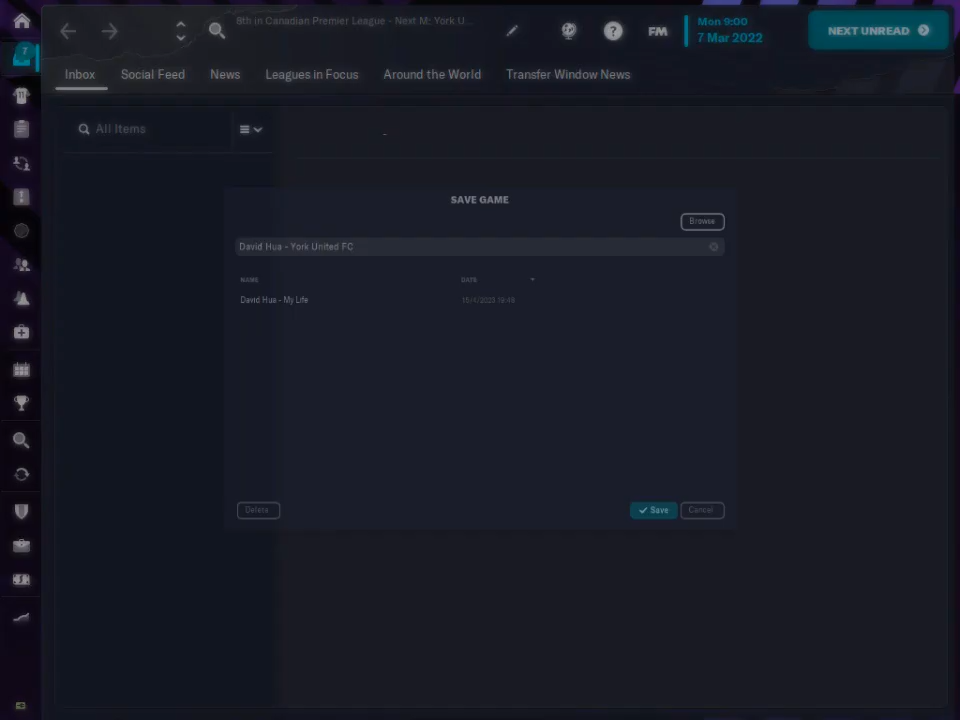 8th in Canadian Premier League - Next M: York U...
FM
Mon 9:00
7 Mar 2022
NEXT UNREAD
7
Inbox
Social Feed
News
Leagues in Focus
Around the World
Transfer Window News
All Items
-
SAVE GAME
Browse
David Hua - York United FC
NAME
DATE
David Hua - My Life
15/4/2023 19:49
Delete
Save
Cancel